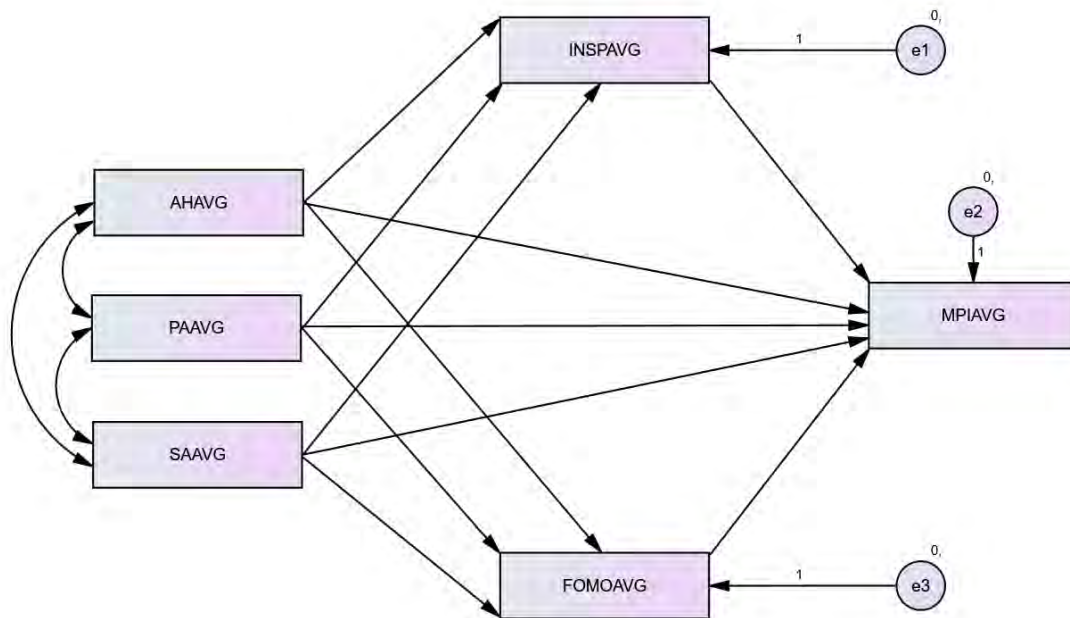 0,
INSPAVG
1
e1
0,
AHAVG
e2
1
MPIAVG
PAAVG
SAAVG
0,
FOMOAVG
1
e3